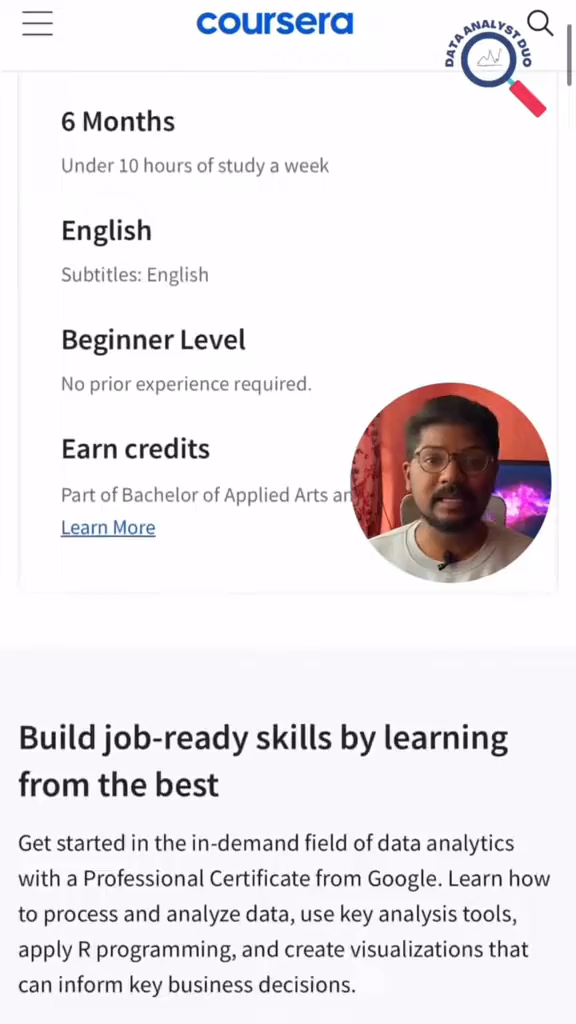 coursera
DATA ANALYST DUO
6 Months
Under 10 hours of study a week
English
Subtitles: English
Beginner Level
No prior experience required.
Earn credits
Part of Bachelor of Applied Arts
Learn More
Build job-ready skills by learning
from the best
Get started in the in-demand field of data analytics
with a Professional Certificate from Google. Learn how
to process and analyze data, use key analysis tools,
apply R programming, and create visualizations that
can inform key business decisions.